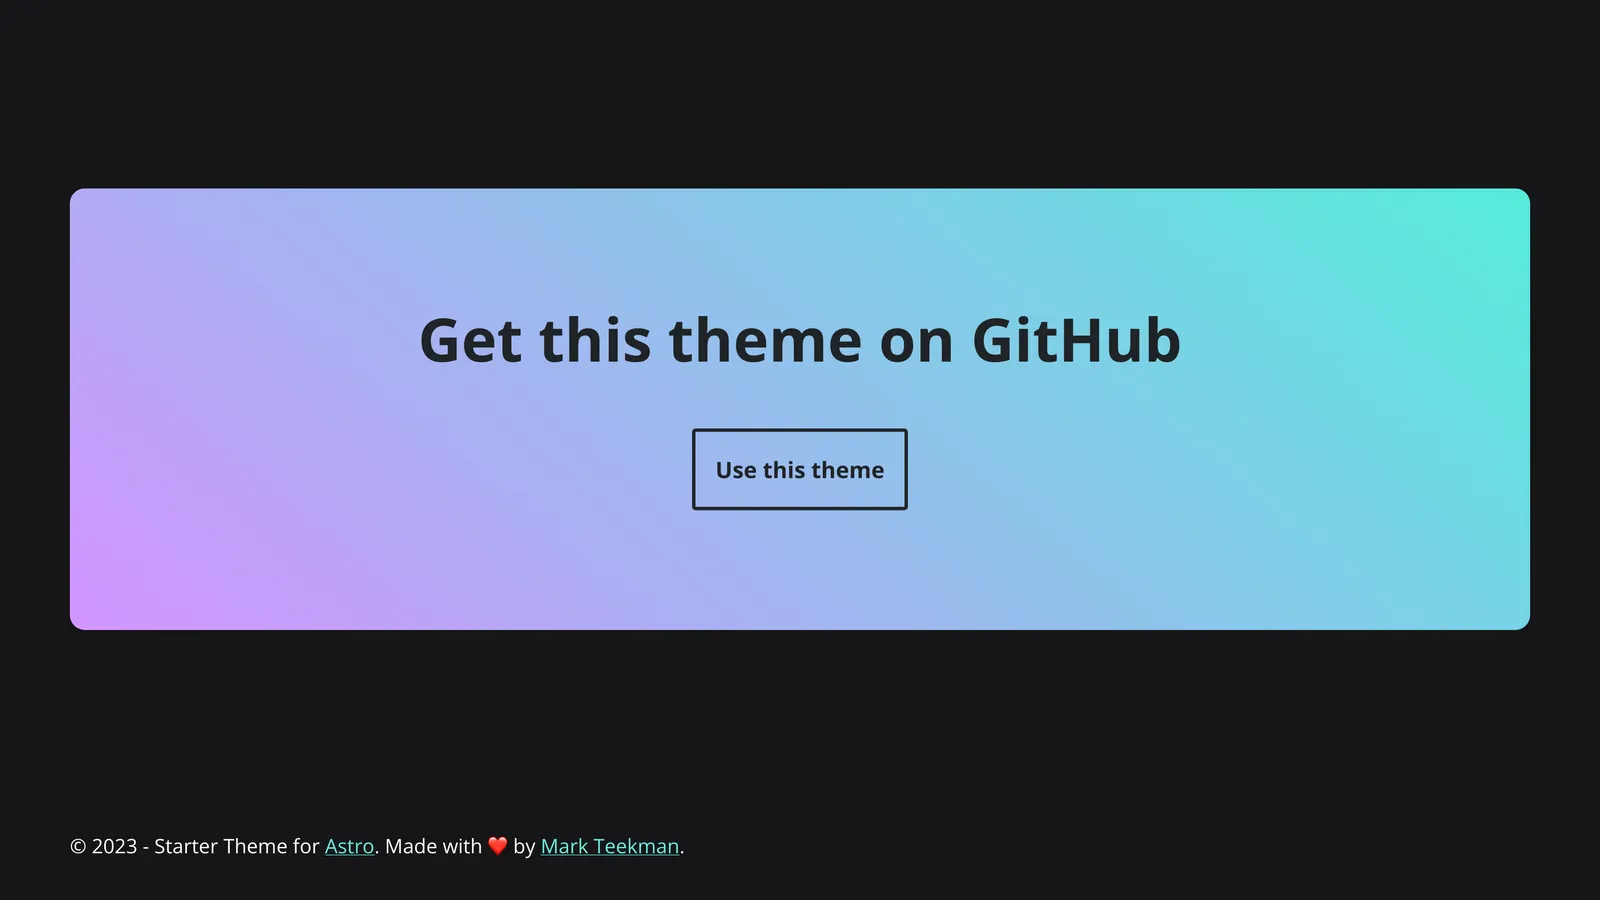 Get this theme on GitHub
Use this theme
© 2023 - Starter Theme for Astro. Made with ❤️ by Mark Teekman.